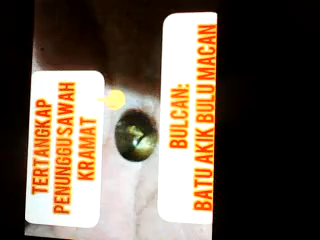 TERTANGKAP
PENUNGGU SAWAH
KRAMAT
BULCAN:
BATU AKIK BULU MACAN